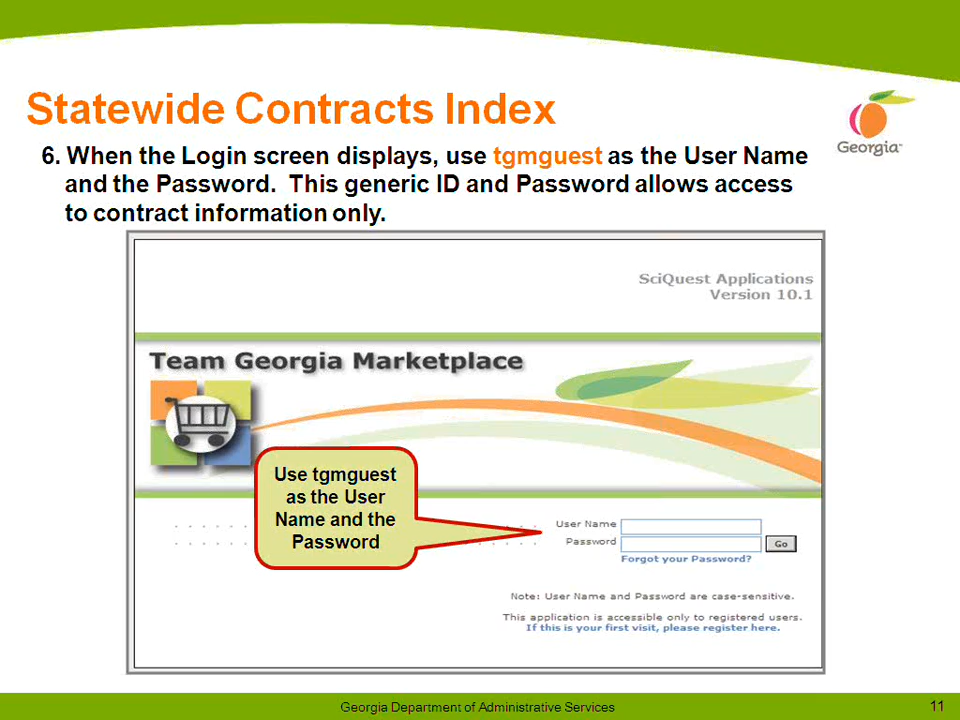 Statewide Contracts Index
Georgia™
6. When the Login screen displays, use tgmguest as the User Name
and the Password.  This generic ID and Password allows access
to contract information only.
SciQuest Applications
Version 10.1
Team Georgia Marketplace
Use tgmguest
as the User
Name and the
Password
User Name
Password
Go
Forgot your Password?
Note: User Name and Password are case-sensitive.
This application is accessible only to registered users.
If this is your first visit, please register here.
Georgia Department of Administrative Services
11